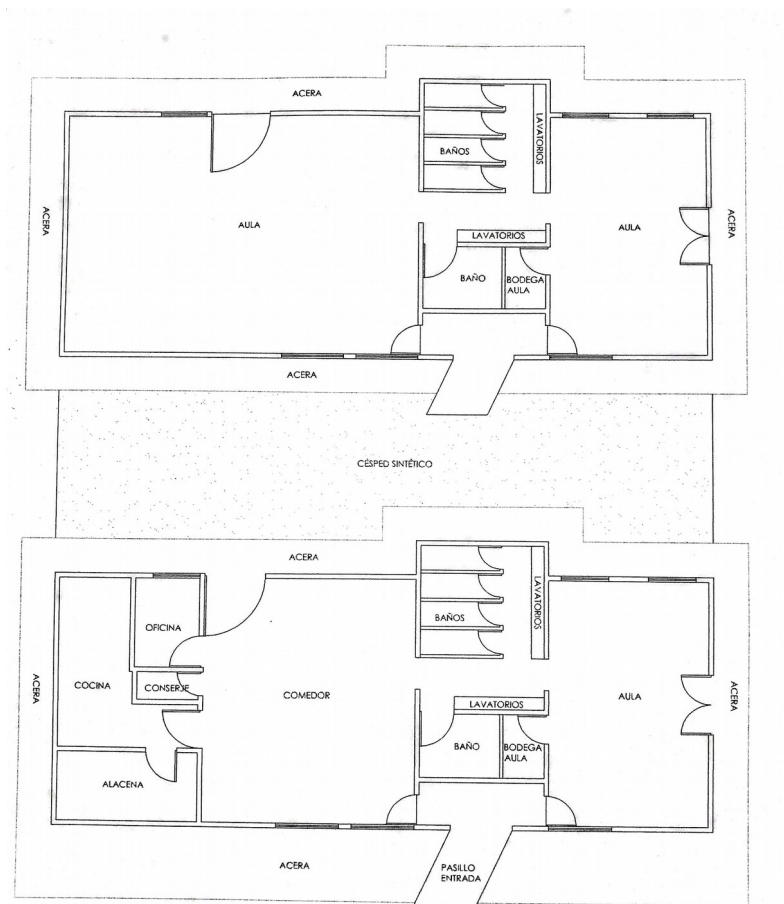 ACERA
LAVATORIOS
BAÑOS
ACERA
AULA
AULA
ACERA
LAVATORIOS
BAÑO
BODEGA
AULA
ACERA
CÉSPED SINTÉTICO
ACERA
LAVATORIOS
BAÑOS
OFICINA
ACERA
COCINA
CONSERJE
COMEDOR
AULA
ACERA
LAVATORIOS
BAÑO
BODEGA
AULA
ALACENA
ACERA
PASILLO
ENTRADA